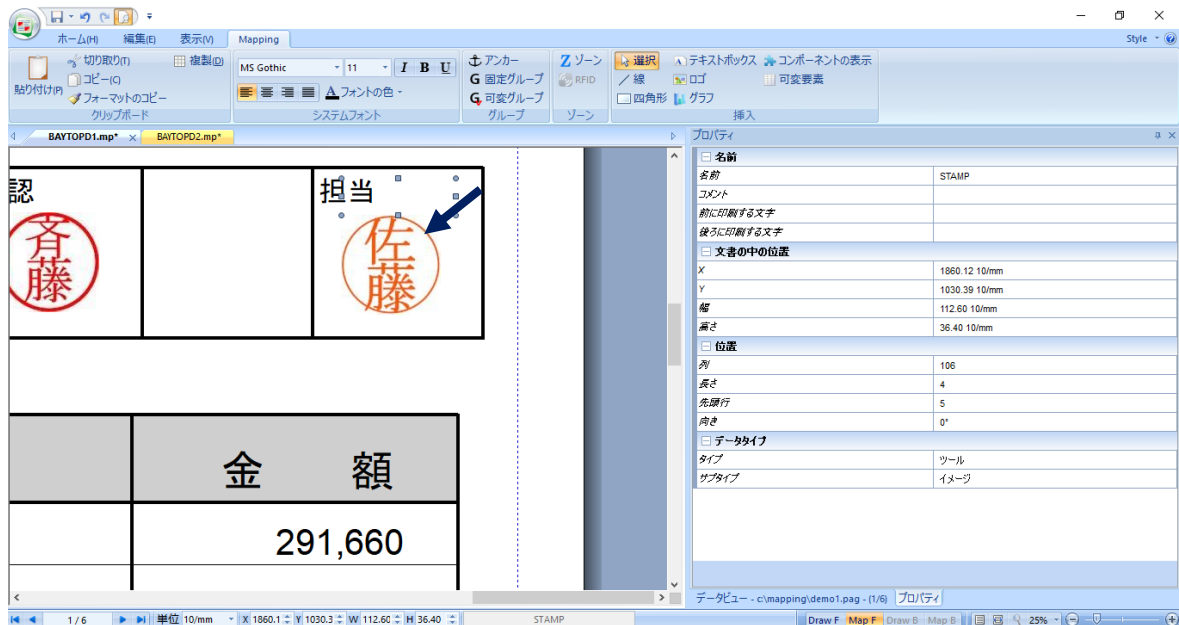 ホーム(H) 編集(E) 表示(V) Mapping Style
貼り付け(P)
切り取り(T)
コピー(C)
フォーマットのコピー
複製(D)
クリップボード
MS Gothic 11 I B U
A フォントの色
システムフォント
アンカー
G 固定グループ
G 可変グループ
グループ
Z ゾーン
RFID
ゾーン
選択 テキストボックス コンポーネントの表示
線 ロゴ 可変要素
四角形 グラフ
挿入
BAYTOPD1.mp* × BAYTOPD2.mp*
認 担当
斉藤
佐藤
金 額
291,660
プロパティ
名前
名前 STAMP
コメント
前に印刷する文字
後ろに印刷する文字
文書の中の位置
X 1860.12 10/mm
Y 1030.39 10/mm
幅 112.60 10/mm
高さ 36.40 10/mm
位置
列 106
長さ 4
先頭行 5
向き 0°
データタイプ
タイプ ツール
サブタイプ イメージ
データビュー - c:\mapping\demo1.pag - (1/6) プロパティ
1 / 6 単位 10/mm X 1860.1 Y 1030.3 W 112.60 H 36.40 STAMP Draw F Map F Draw B Map B 25%